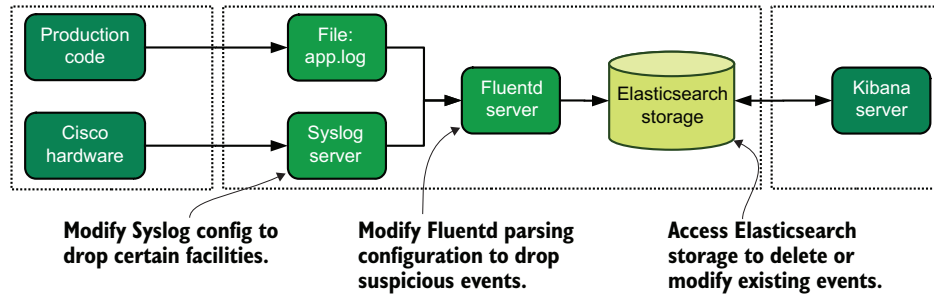 Production
code
File:
app.log
Fluentd
server
Elasticsearch
storage
Kibana
server
Cisco
hardware
Syslog
server
Modify Syslog config to
drop certain facilities.
Modify Fluentd parsing
configuration to drop
suspicious events.
Access Elasticsearch
storage to delete or
modify existing events.